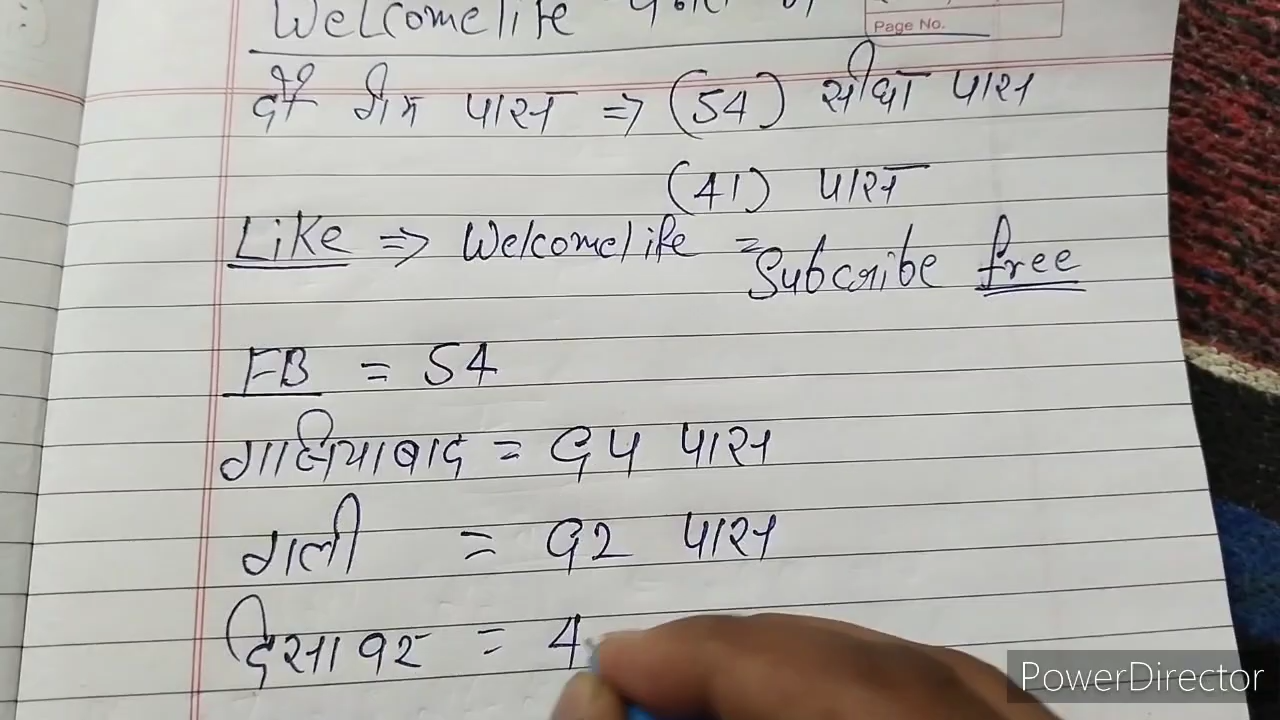 Welcomelife
Page No.
दो गेम पास ⇒ (54) सीधा पास
(41) पास
Like ⇒ Welcomelife =
Subcribe free
FB = 54
गाजियाबाद = 94 पास
गली = 92 पास
दिसावर = 4
PowerDirector